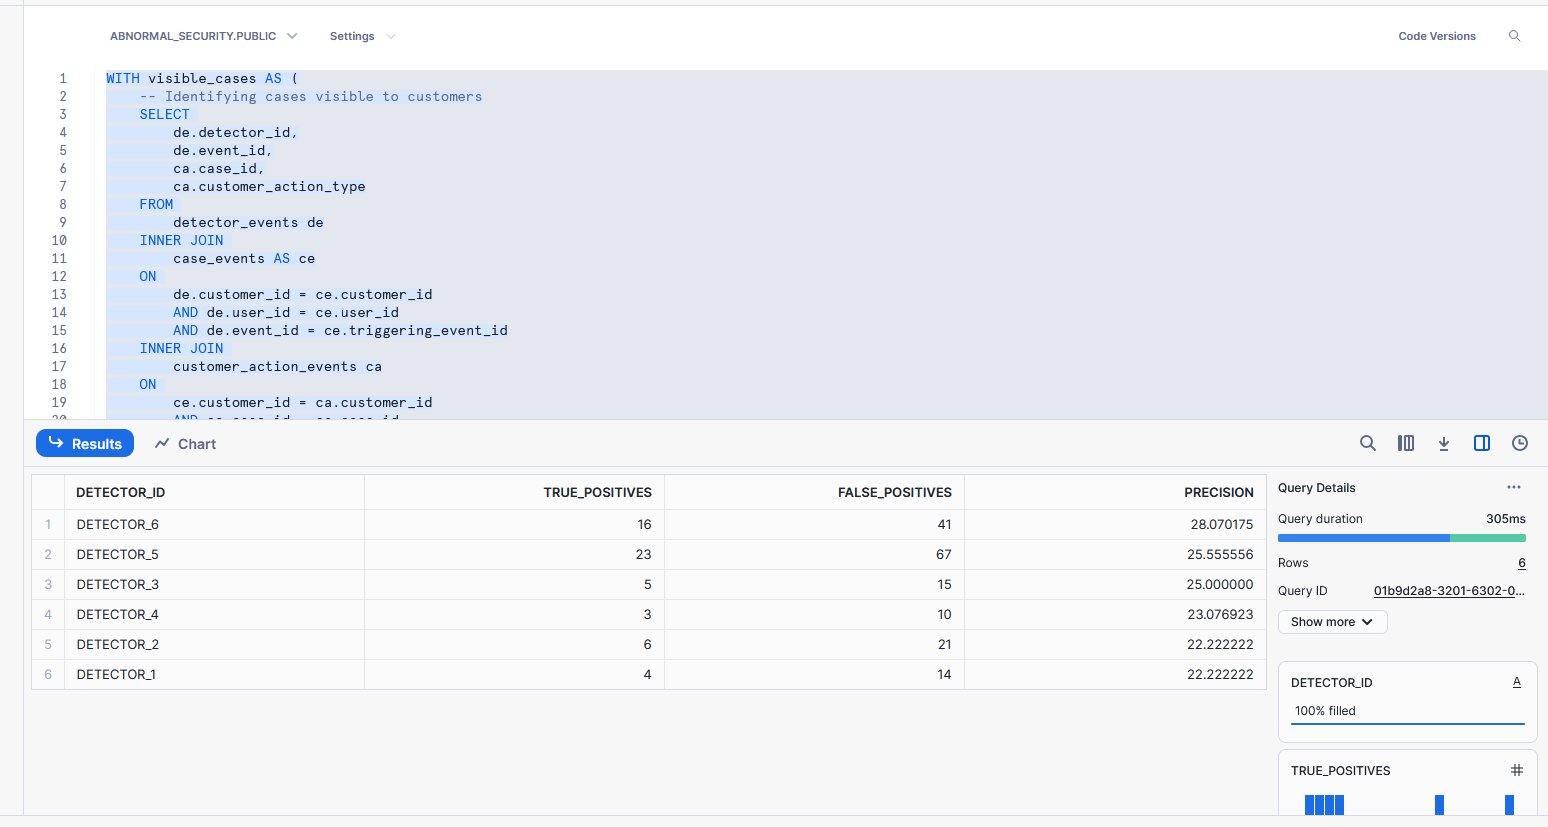 ABNORMAL_SECURITY.PUBLIC Settings Code Versions
1 WITH visible_cases AS (
2 -- Identifying cases visible to customers
3 SELECT
4 de.detector_id,
5 de.event_id,
6 ca.case_id,
7 ca.customer_action_type
8 FROM
9 detector_events de
10 INNER JOIN
11 case_events AS ce
12 ON
13 de.customer_id = ce.customer_id
14 AND de.user_id = ce.user_id
15 AND de.event_id = ce.triggering_event_id
16 INNER JOIN
17 customer_action_events ca
18 ON
19 ce.customer_id = ca.customer_id
Results Chart
DETECTOR_ID TRUE_POSITIVES FALSE_POSITIVES PRECISION
1 DETECTOR_6 16 41 28.070175
2 DETECTOR_5 23 67 25.555556
3 DETECTOR_3 5 15 25.000000
4 DETECTOR_4 3 10 23.076923
5 DETECTOR_2 6 21 22.222222
6 DETECTOR_1 4 14 22.222222
Query Details ...
Query duration 305ms
Rows 6
Query ID 01b9d2a8-3201-6302-0...
Show more
DETECTOR_ID A
100% filled
TRUE_POSITIVES #